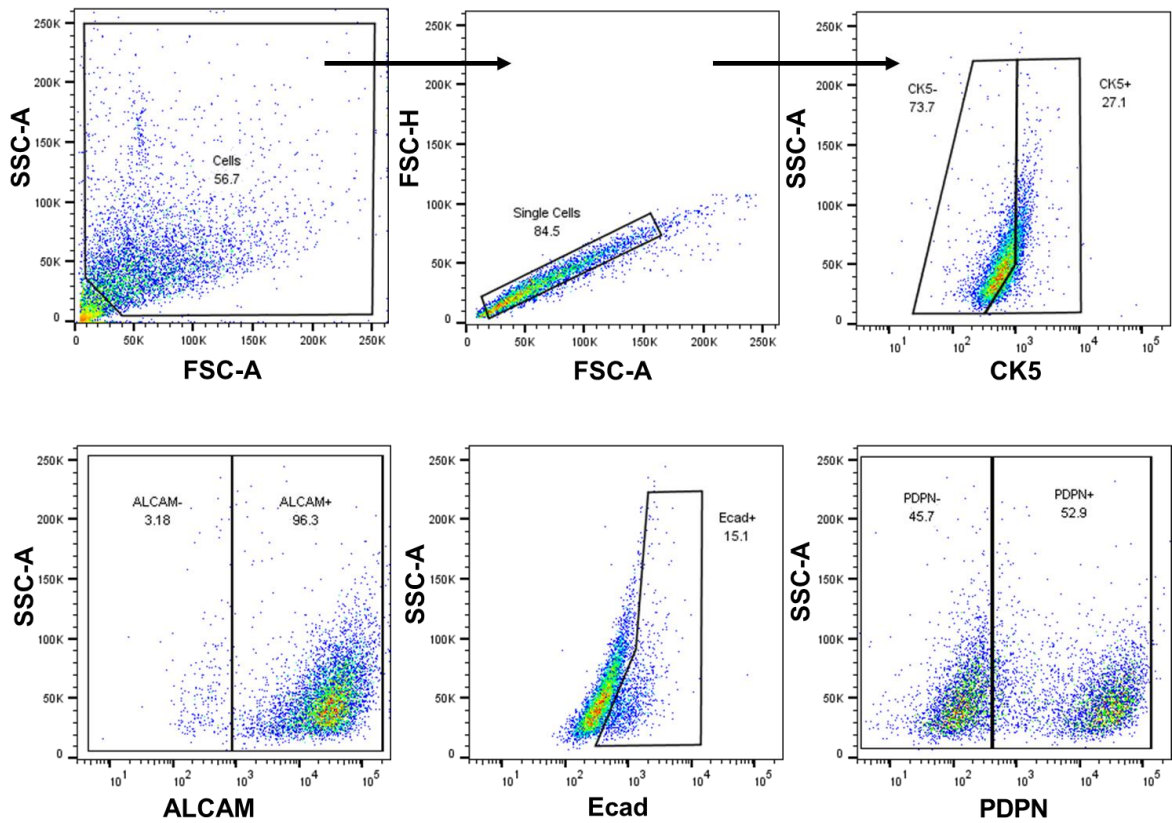 250K
200K
150K
100K
50K
0
SSC-A
Cells
56.7
0 50K 100K 150K 200K 250K
FSC-A
250K
200K
150K
100K
50K
0
FSC-H
Single Cells
84.5
0 50K 100K 150K 200K 250K
FSC-A
250K
200K
150K
100K
50K
0
SSC-A
CK5-
73.7
CK5+
27.1
10¹ 10² 10³ 10⁴ 10⁵
CK5
250K
200K
150K
100K
50K
0
SSC-A
ALCAM-
3.18
ALCAM+
96.3
10¹ 10² 10³ 10⁴ 10⁵
ALCAM
250K
200K
150K
100K
50K
0
SSC-A
Ecad+
15.1
10¹ 10² 10³ 10⁴ 10⁵
Ecad
250K
200K
150K
100K
50K
0
SSC-A
PDPN-
45.7
PDPN+
52.9
10¹ 10² 10³ 10⁴ 10⁵
PDPN